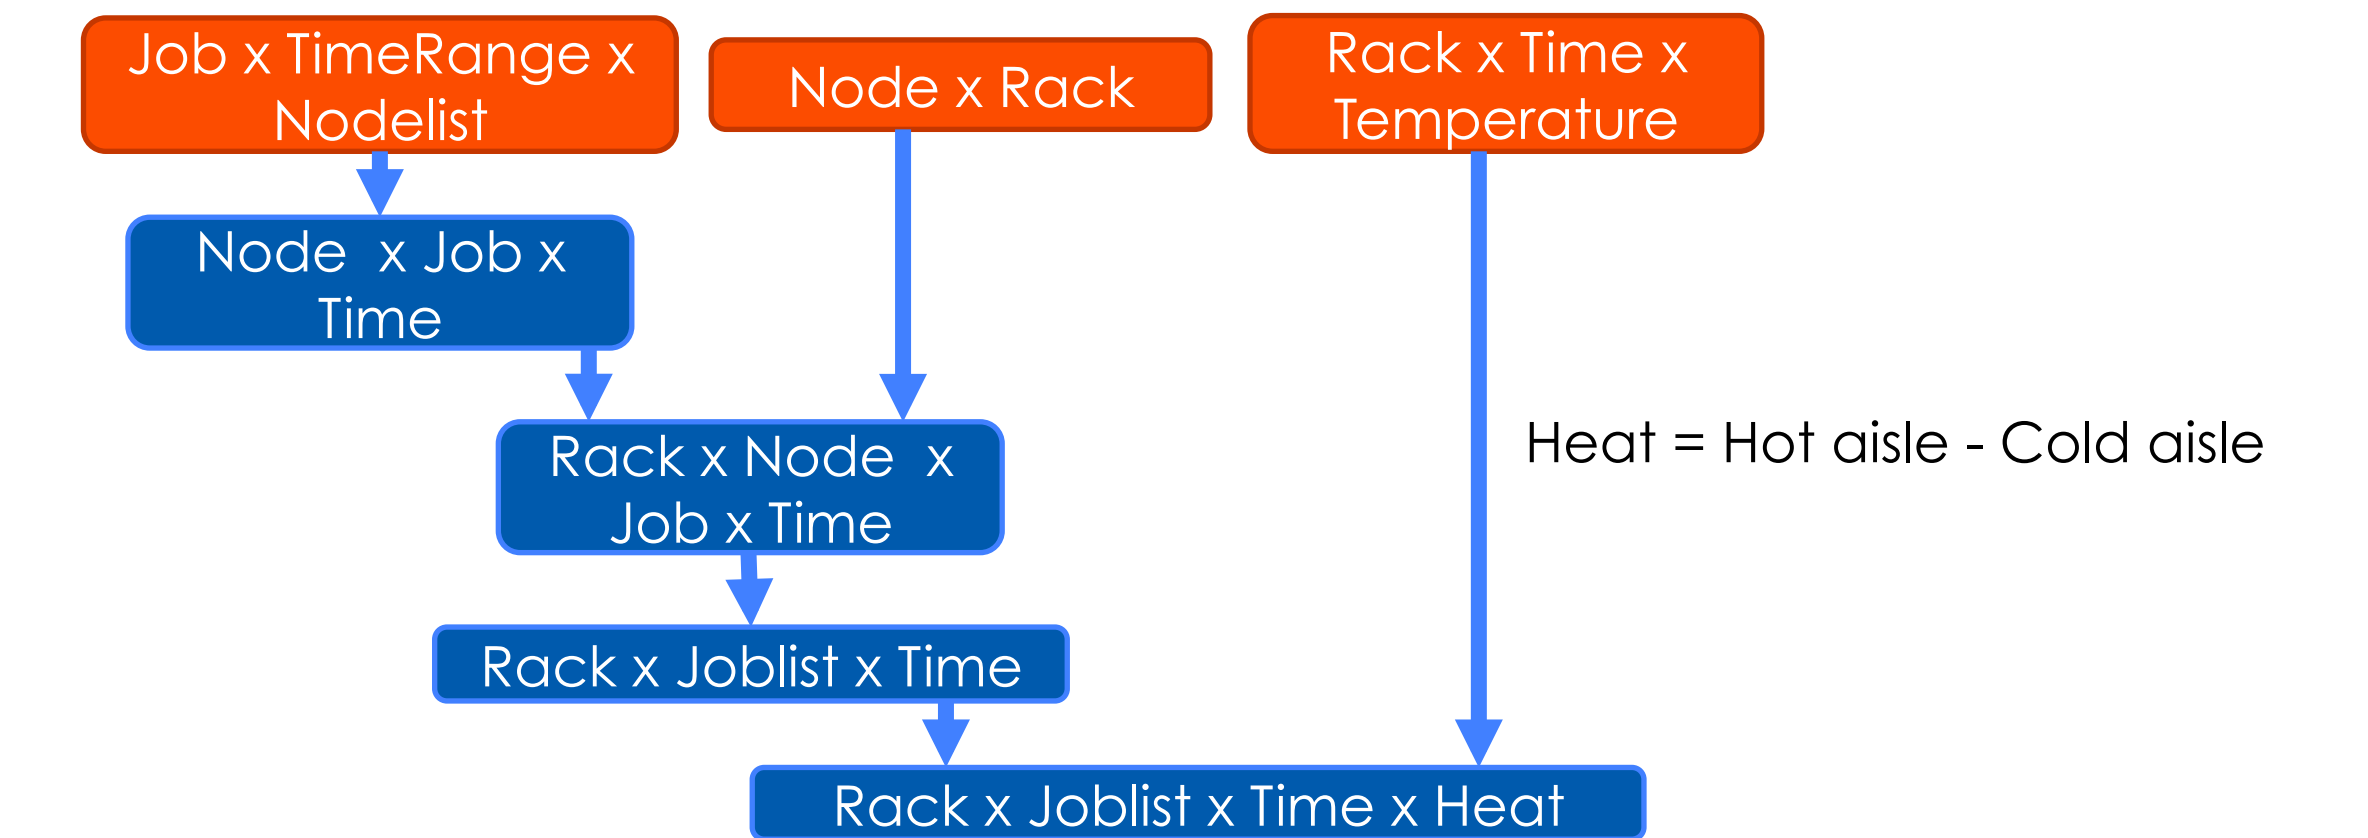 Job x TimeRange x
Nodelist
Node x Rack
Rack x Time x
Temperature
Node  x Job x
Time
Heat = Hot aisle - Cold aisle
Rack x Node  x
Job x Time
Rack x Joblist x Time
Rack x Joblist x Time x Heat